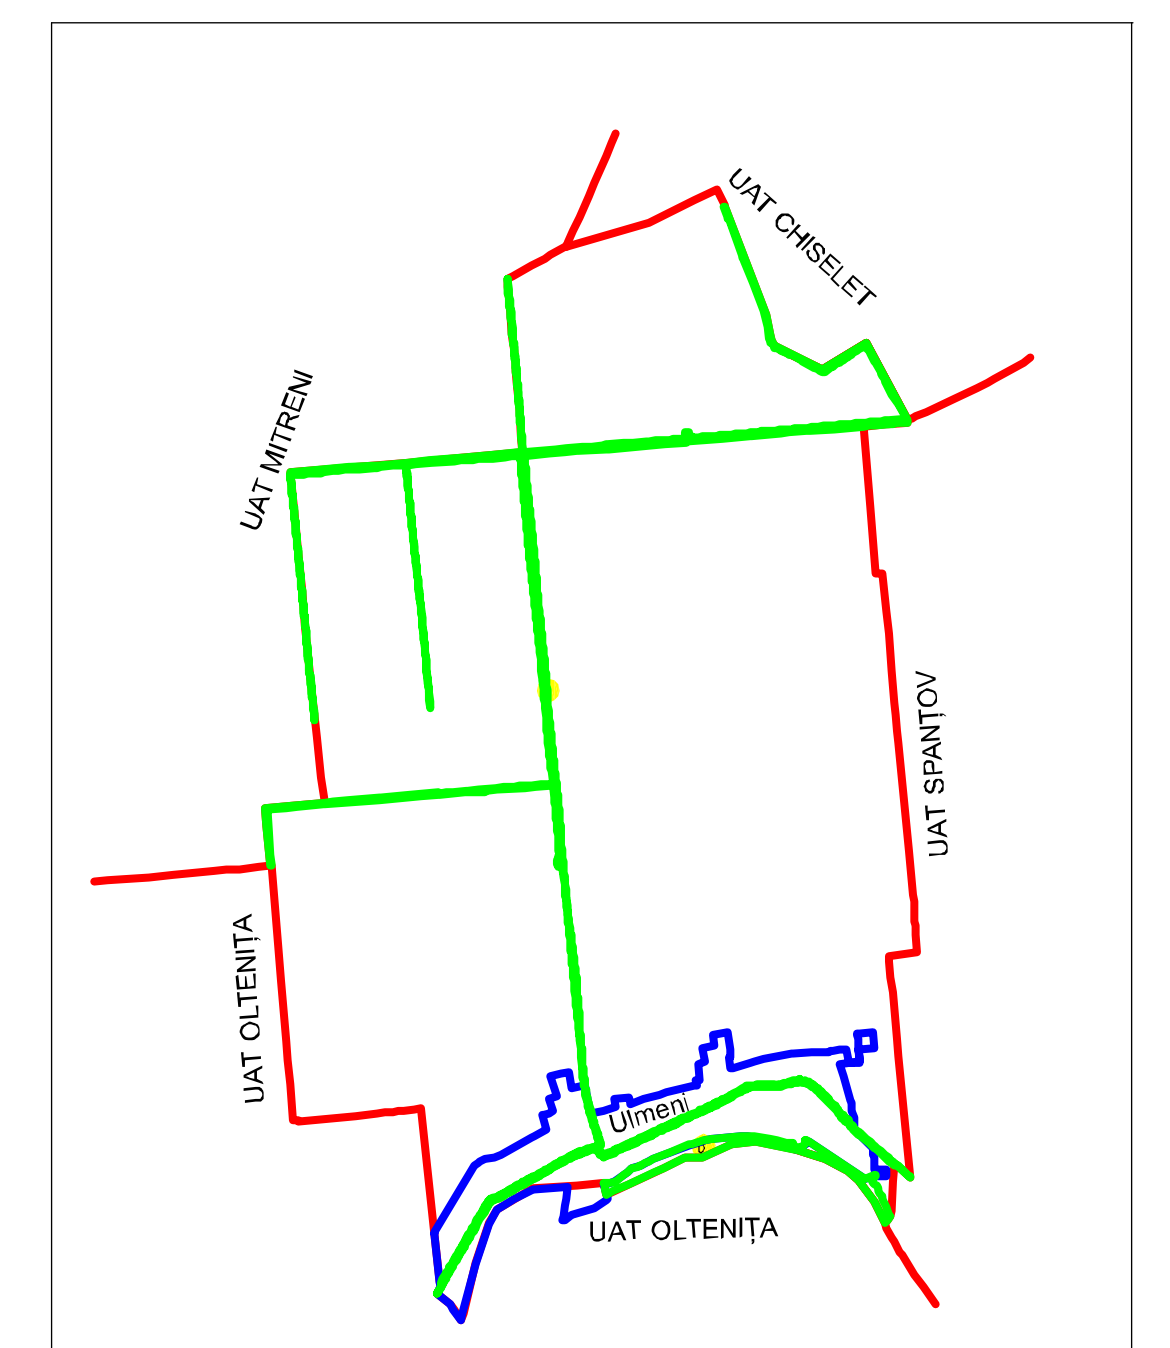 UAT CHISELET
UAT MITRENI
UAT SPANȚOV
UAT OLTENIȚA
Ulmeni
UAT OLTENIȚA